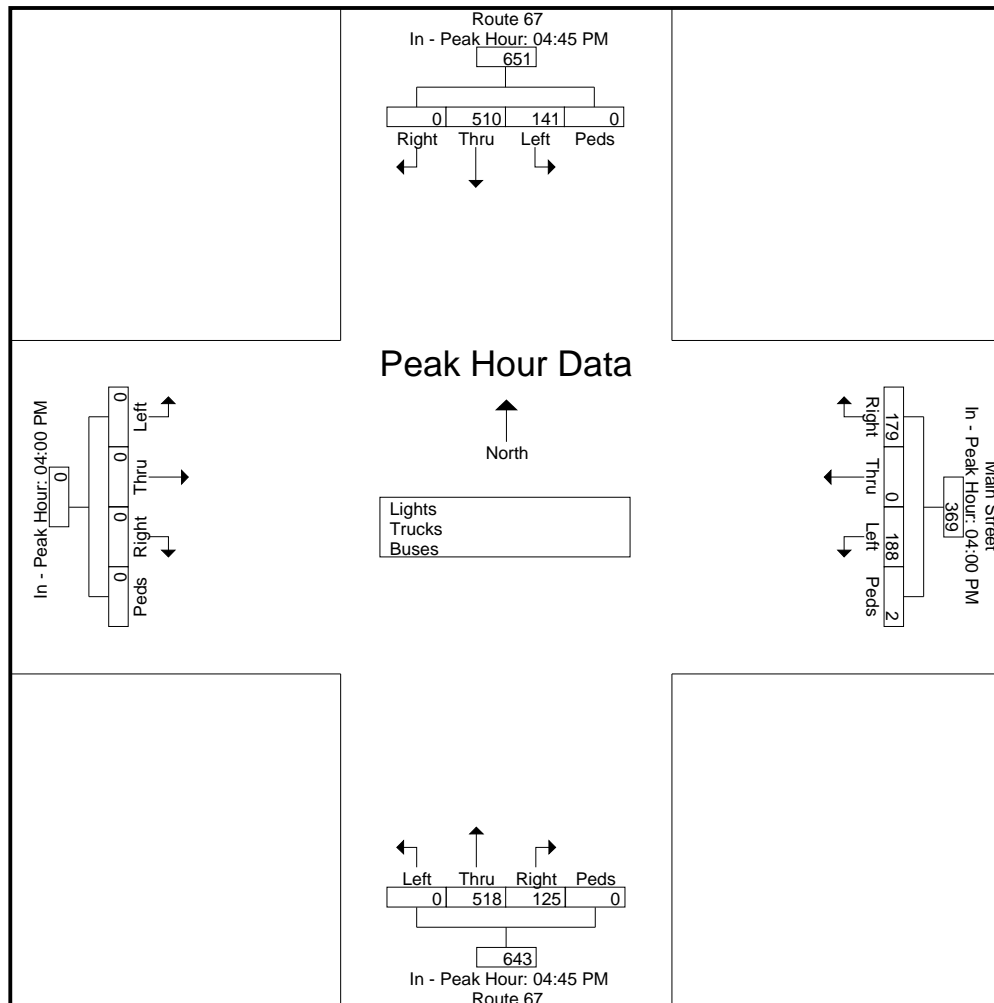 Route 67
In - Peak Hour: 04:45 PM
651
0 510 141 0
Right Thru Left Peds
Peak Hour Data
North
Lights
Trucks
Buses
In - Peak Hour: 04:00 PM
0
0 0 0 0
Left Thru Right Peds
Main Street
In - Peak Hour: 04:00 PM
369
179 0 188 2
Right Thru Left Peds
Left Thru Right Peds
0 518 125 0
643
In - Peak Hour: 04:45 PM
Route 67